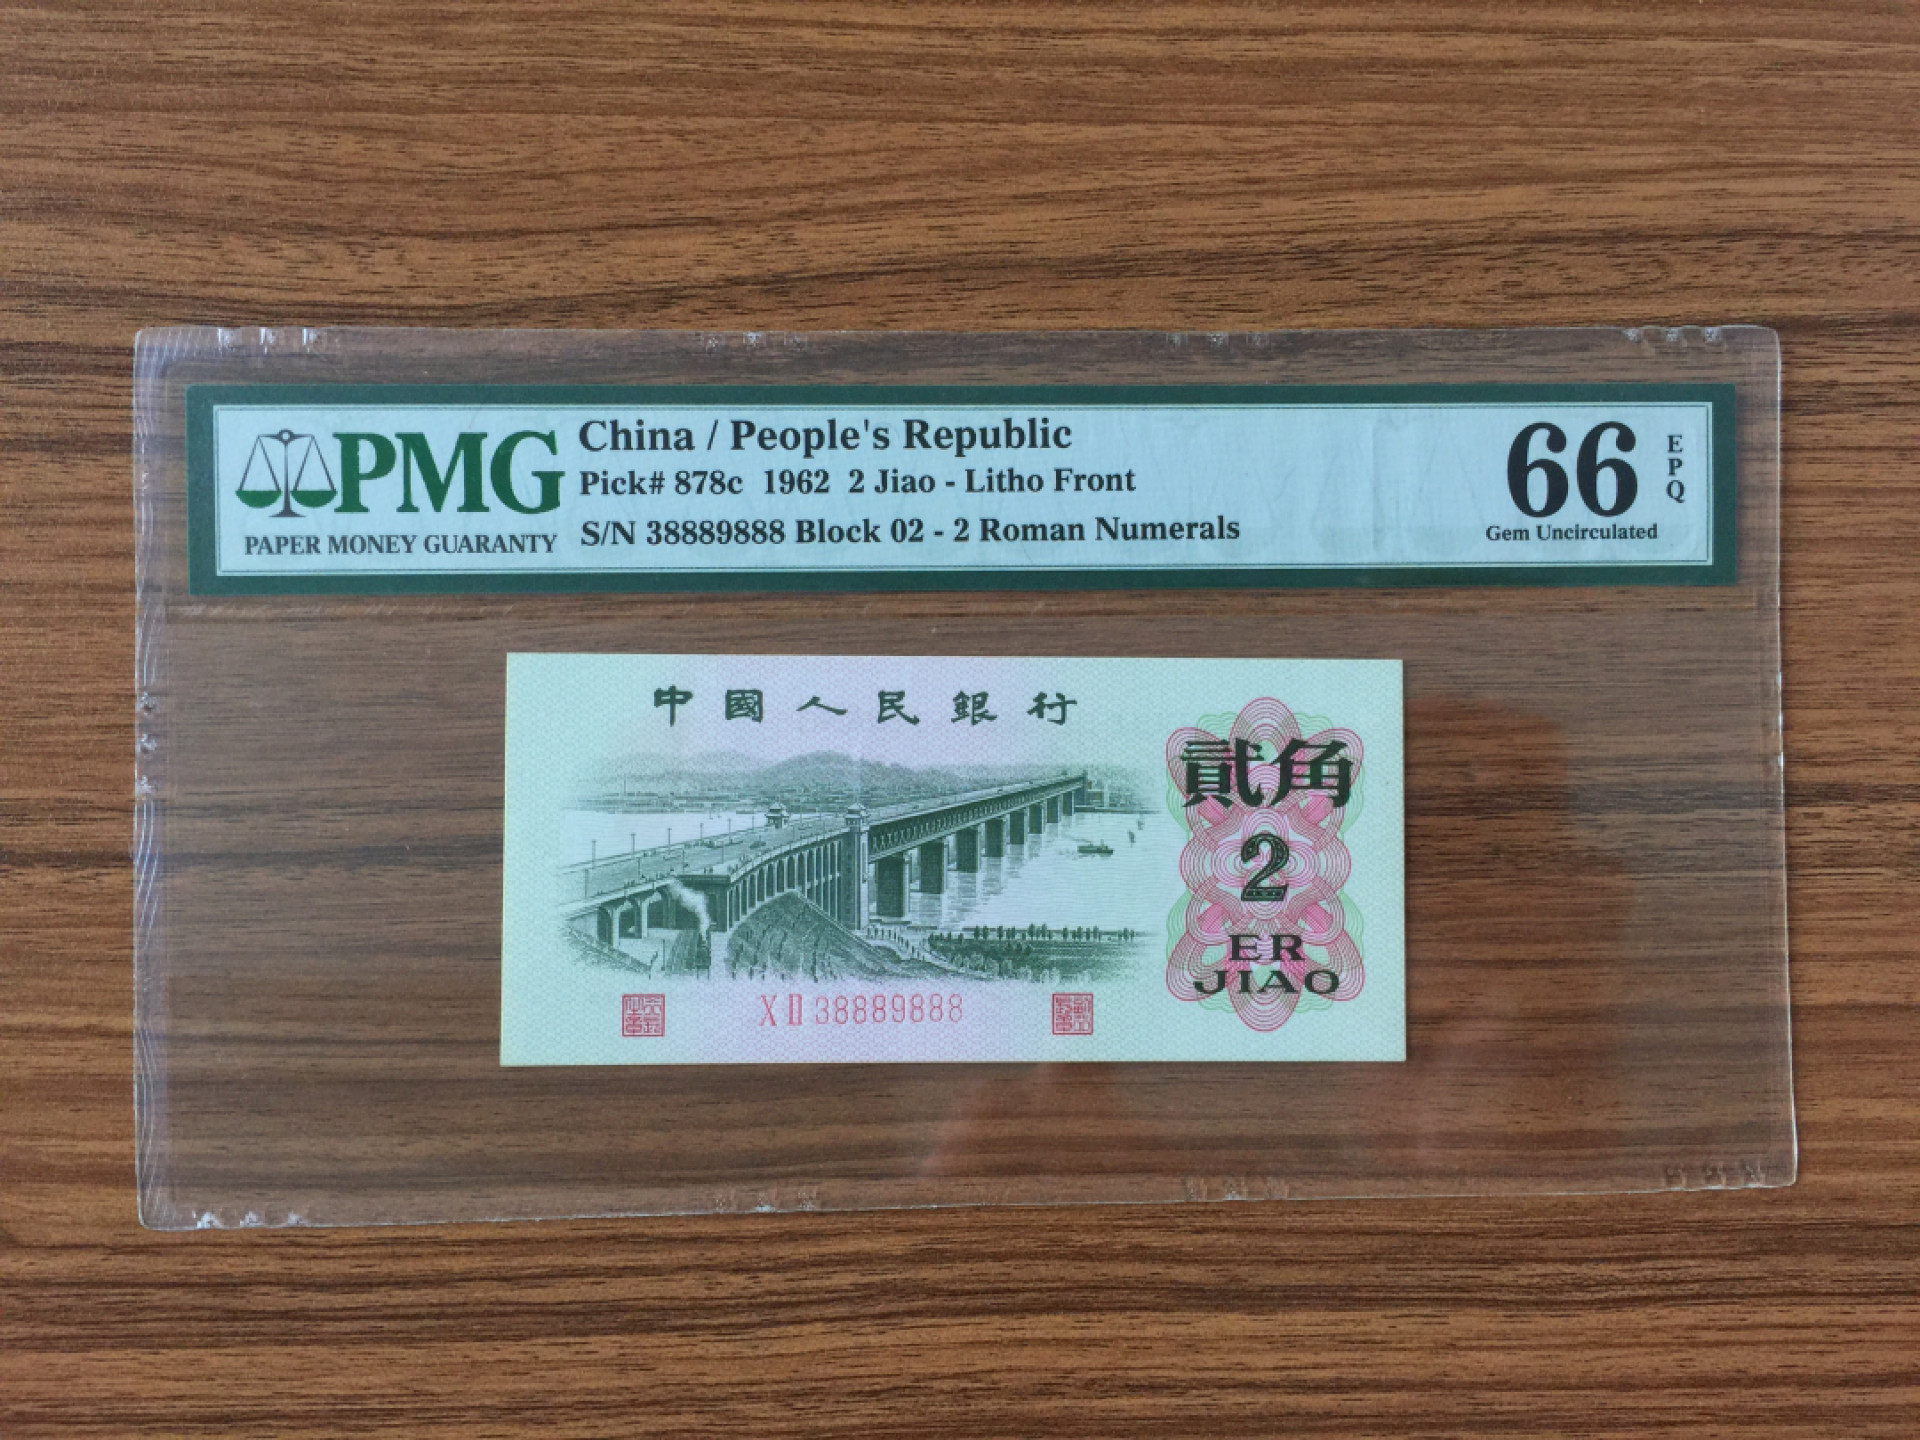 PMG
PAPER MONEY GUARANTY
China / People's Republic
Pick# 878c 1962 2 Jiao - Litho Front
S/N 38889888 Block 02 - 2 Roman Numerals
66
EPQ
Gem Uncirculated
中國人民銀行
貳角
2
ER
JIAO
X II 38889888